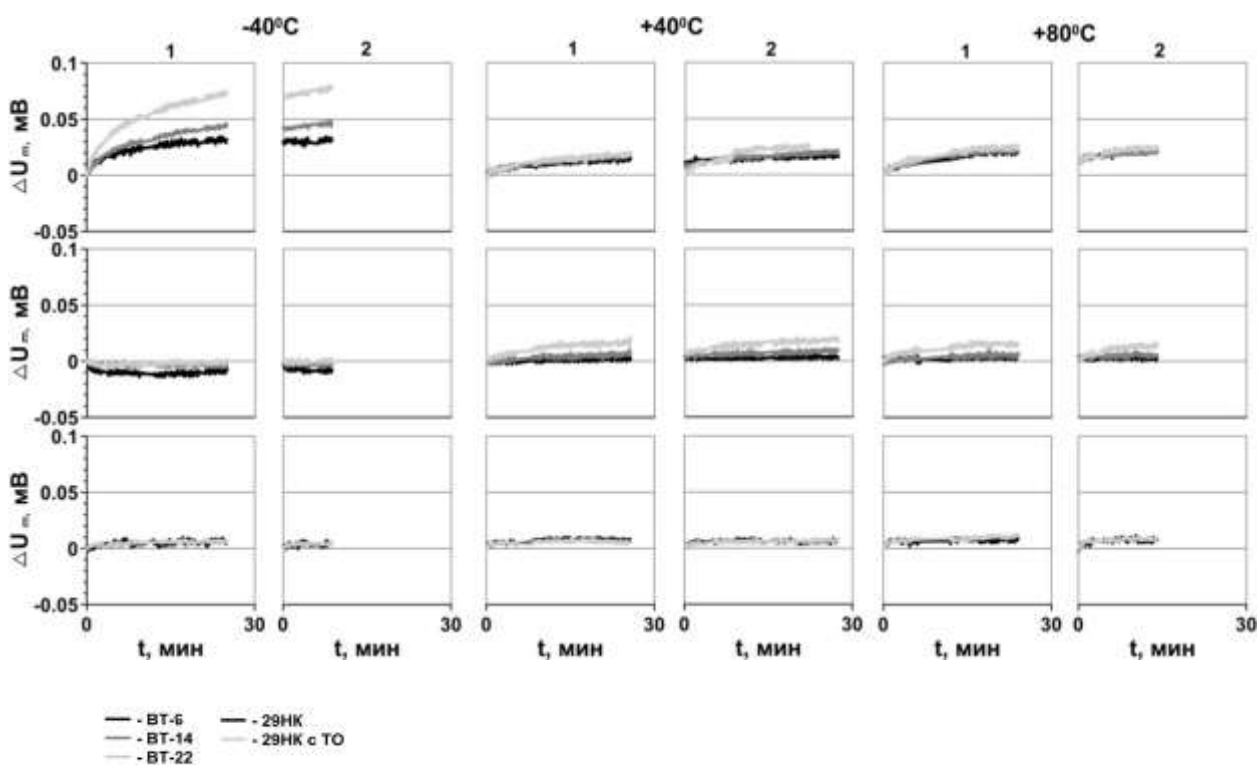 -40⁰C +40⁰C +80⁰C
1 2 1 2 1 2
0.1
0.05
0
-0.05
△U m, мВ
0.1
0.05
0
-0.05
△U m, мВ
0.1
0.05
0
-0.05
△U m, мВ
0 30 0 30 0 30 0 30 0 30 0 30
t, мин t, мин t, мин t, мин t, мин t, мин
- ВТ-6 - 29НК
- ВТ-14 - 29НК с ТО
- ВТ-22